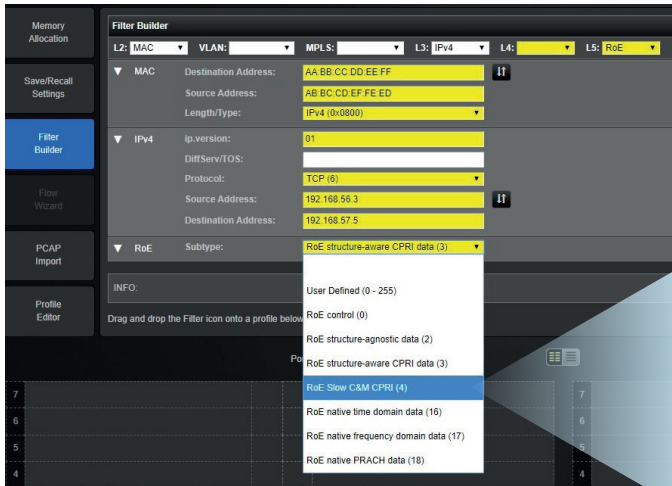 Memory
Allocation
Save/Recall
Settings
Filter
Builder
Flow
Wizard
PCAP
Import
Profile
Editor
Filter Builder
L2: MAC VLAN: MPLS: L3: IPv4 L4: L5: RoE
MAC Destination Address: AA:BB:CC:DD:EE:FF
Source Address: AB:BC:CD:EF:FE:ED
Length/Type: IPv4 (0x0800)
IPv4 ip.version: 01
DiffServ/TOS:
Protocol: TCP (6)
Source Address: 192.168.56.3
Destination Address: 192.168.57.5
RoE Subtype: RoE structure-aware CPRI data (3)
User Defined (0 - 255)
RoE control (0)
RoE structure-agnostic data (2)
RoE structure-aware CPRI data (3)
RoE Slow C&M CPRI (4)
RoE native time domain data (16)
RoE native frequency domain data (17)
RoE native PRACH data (18)
INFO:
Drag and drop the Filter icon onto a profile below
Po
7 7
6 6
5 5
4 4